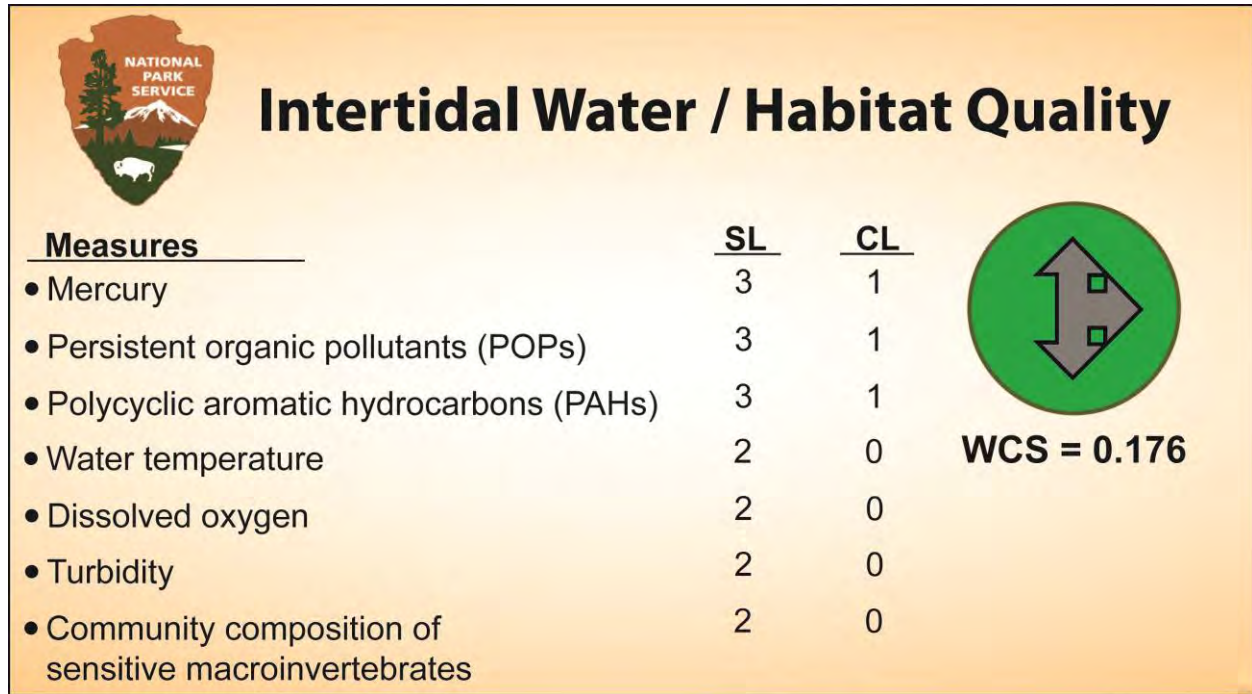 NATIONAL
PARK
SERVICE
Intertidal Water / Habitat Quality
Measures SL CL
• Mercury 3 1
• Persistent organic pollutants (POPs) 3 1
• Polycyclic aromatic hydrocarbons (PAHs) 3 1
• Water temperature 2 0
• Dissolved oxygen 2 0
• Turbidity 2 0
• Community composition of 2 0
sensitive macroinvertebrates
WCS = 0.176